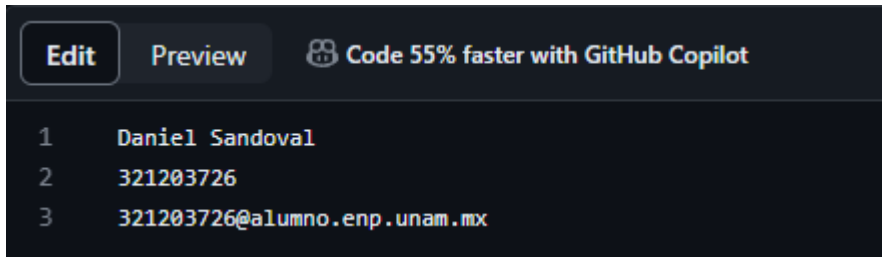 Edit Preview Code 55% faster with GitHub Copilot
1 Daniel Sandoval
2 321203726
3 321203726@alumno.enp.unam.mx